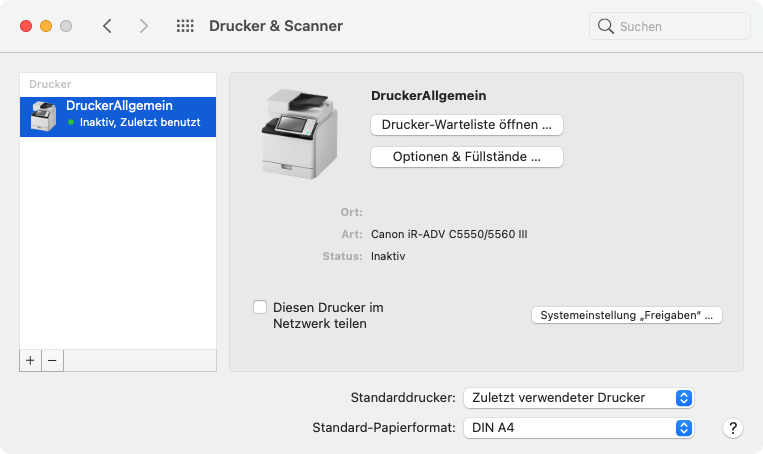 Drucker & Scanner
Suchen
Drucker
DruckerAllgemein
Inaktiv, Zuletzt benutzt
DruckerAllgemein
Drucker-Warteliste öffnen ...
Optionen & Füllstände ...
Ort:
Art: Canon iR-ADV C5550/5560 III
Status: Inaktiv
Diesen Drucker im
Netzwerk teilen
Systemeinstellung „Freigaben“ ...
+ −
Standarddrucker: Zuletzt verwendeter Drucker
Standard-Papierformat: DIN A4
?